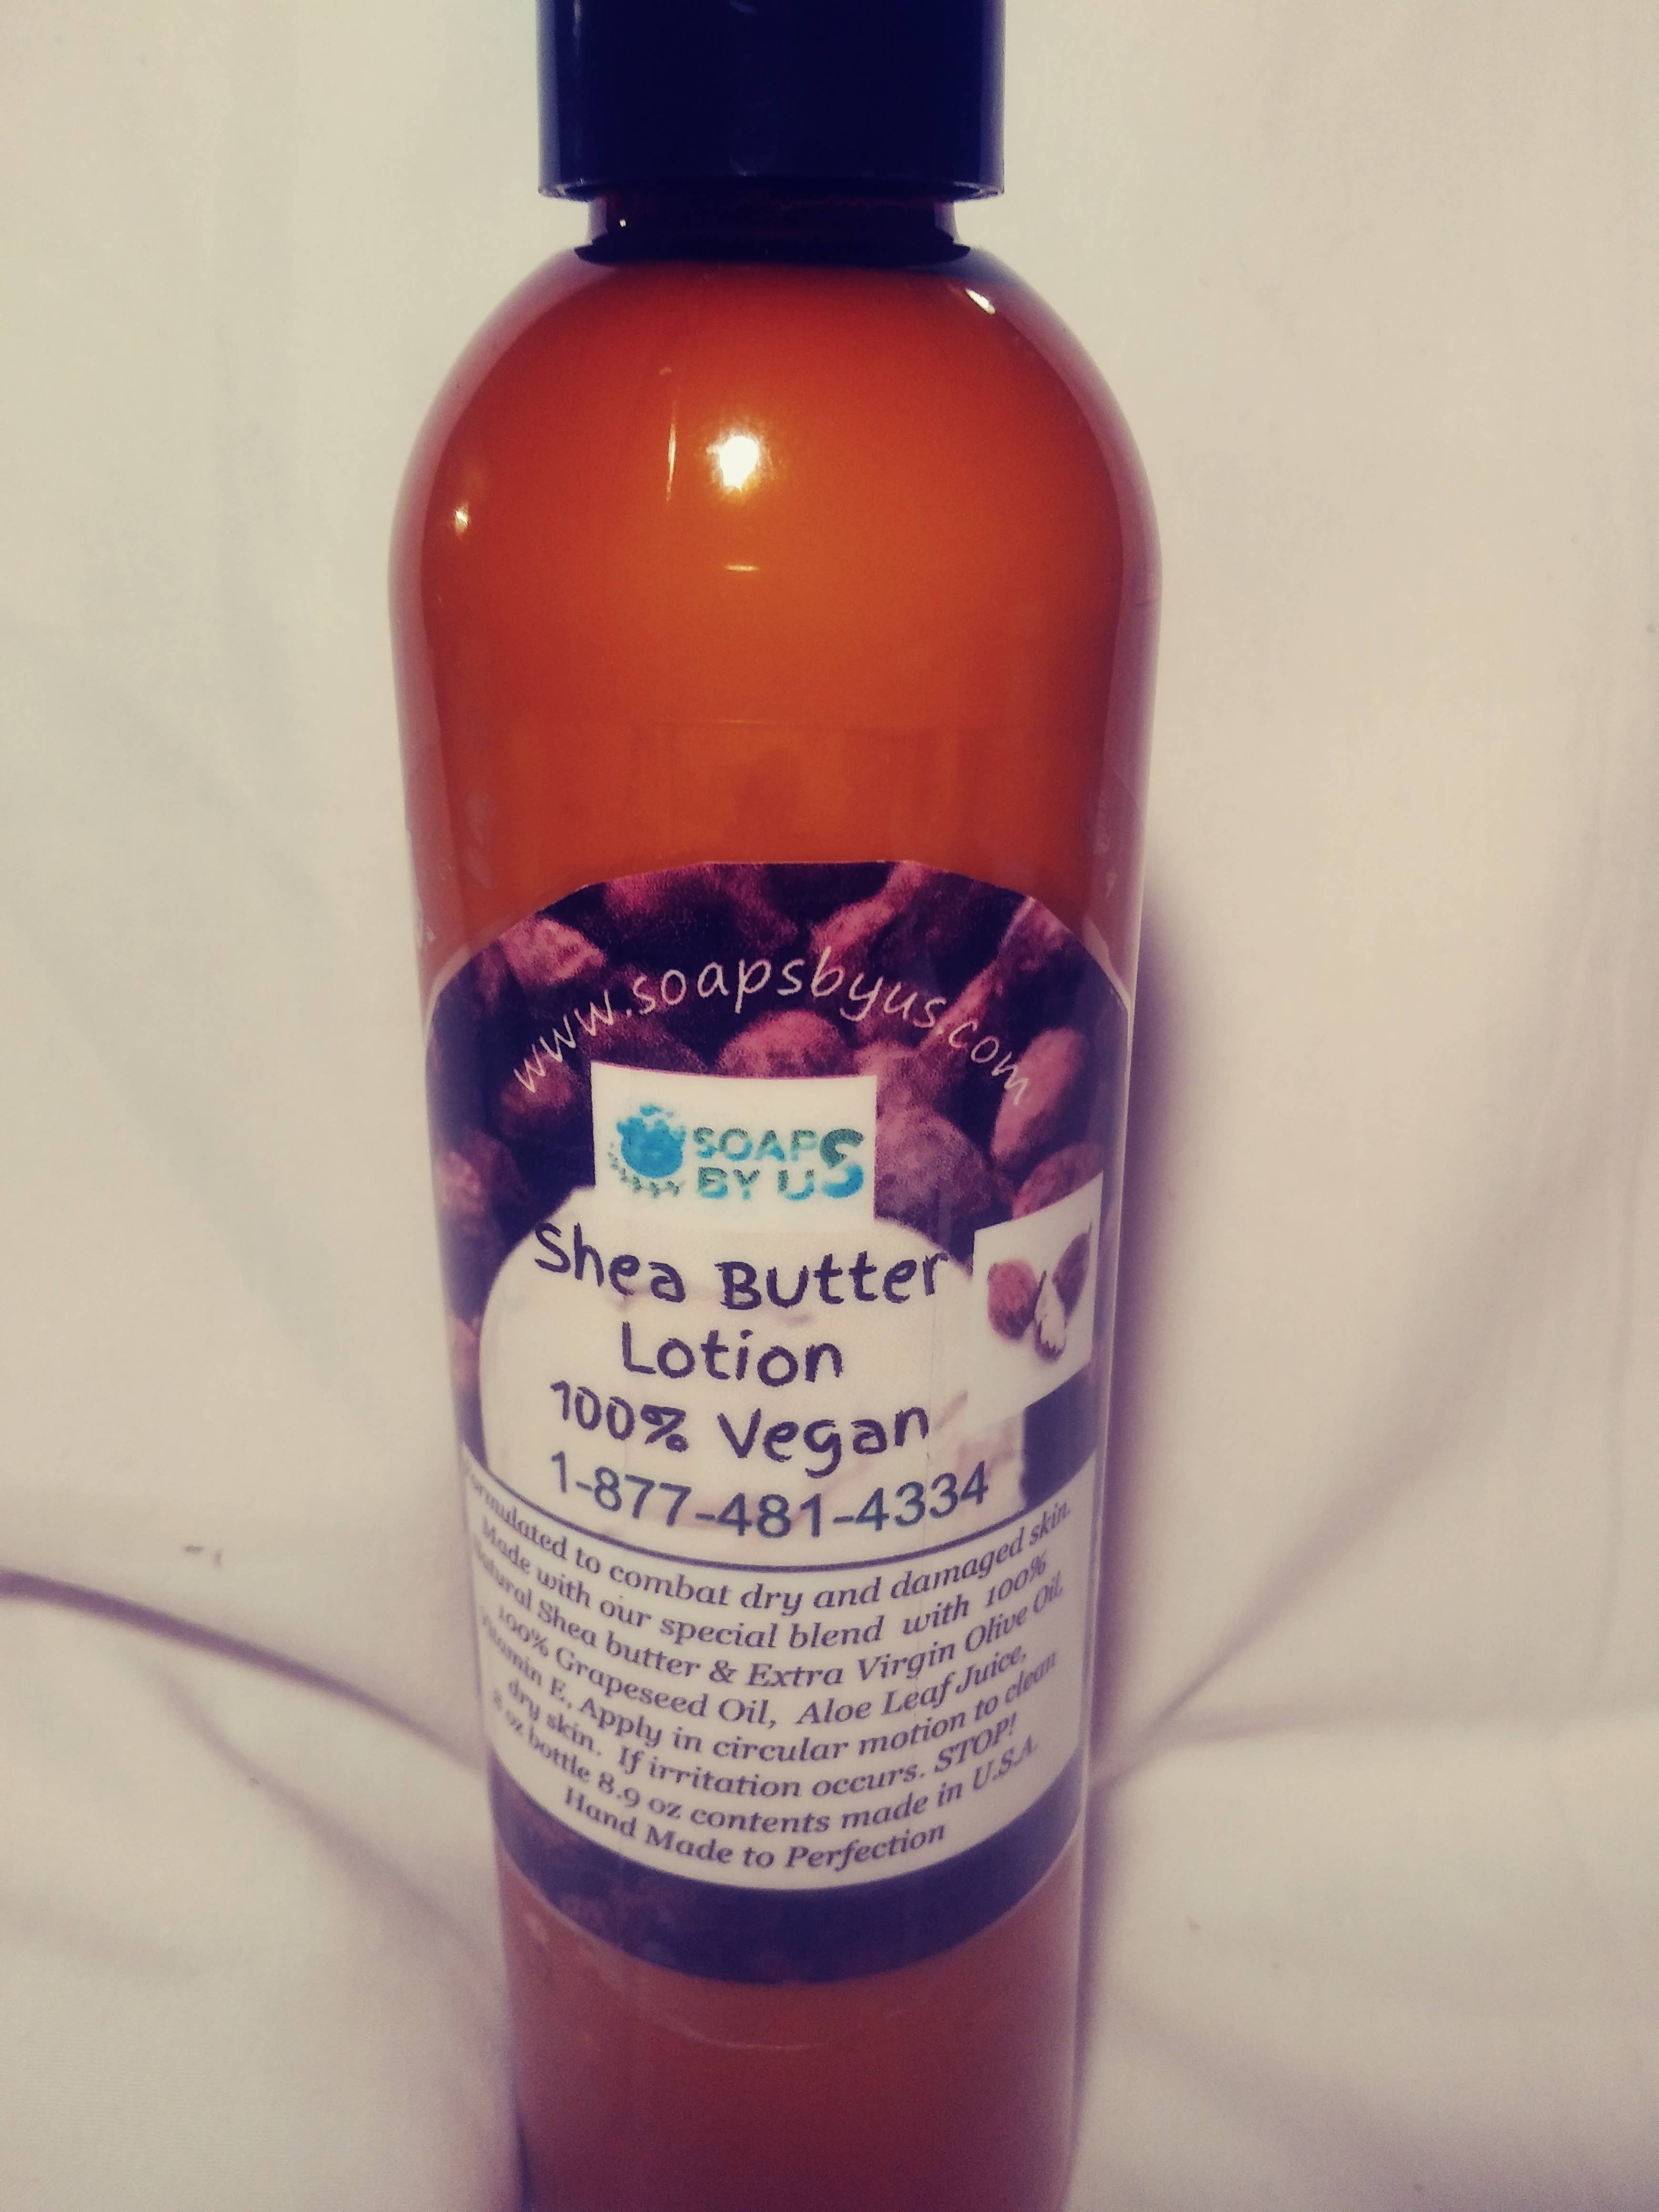 www.soapsbyus.com
SOAPS
BY US
Shea Butter
Lotion
100% Vegan
1-877-481-4334
ormulated to combat dry and damaged skin.
Made with our special blend with 100%
Natural Shea butter & Extra Virgin Olive Oil,
100% Grapeseed Oil, Aloe Leaf Juice,
Vitamin E, Apply in circular motion to clean
dry skin. If irritation occurs. STOP!
8 oz bottle 8.9 oz contents made in U.S.A.
Hand Made to Perfection